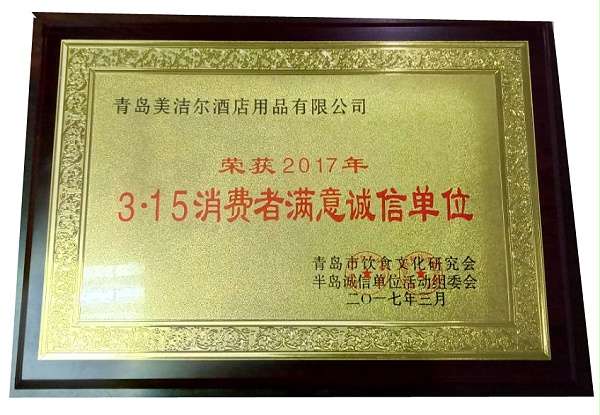 青岛美洁尔酒店用品有限公司
荣获2017年
3·15消费者满意诚信单位
青岛市饮食文化研究会
半岛诚信单位活动组委会
二〇一七年三月